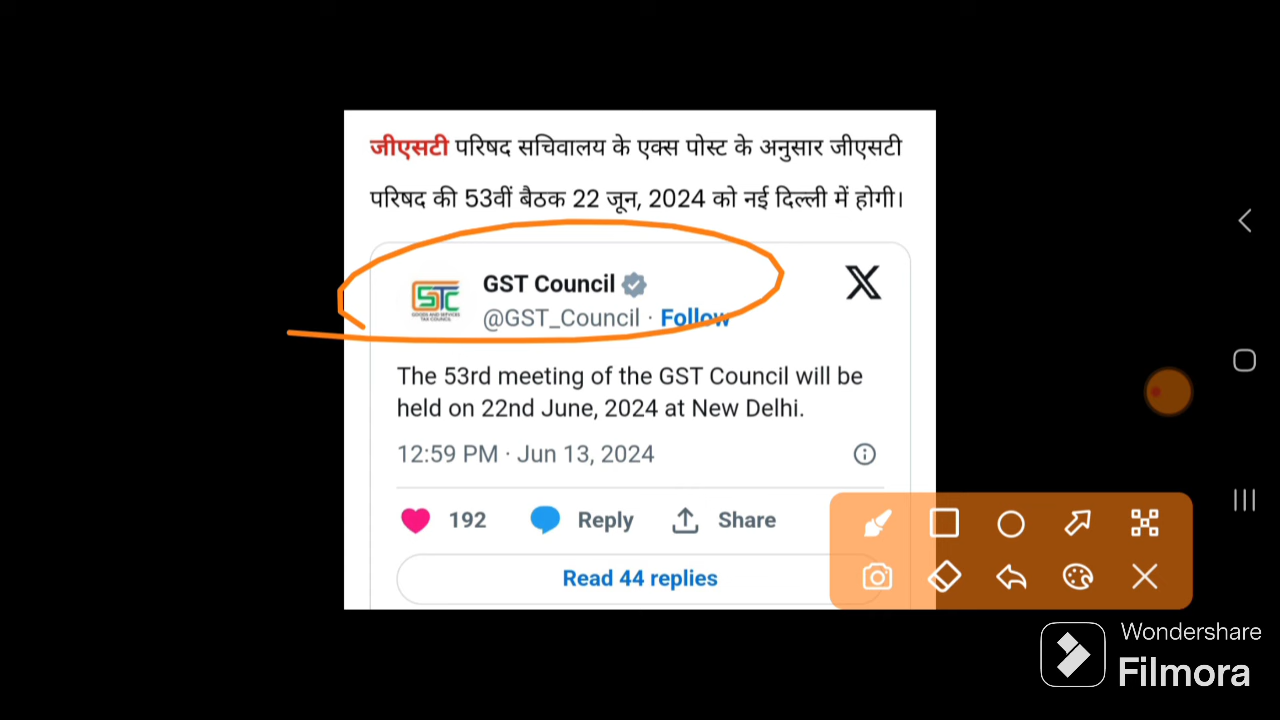 जीएसटी परिषद सचिवालय के एक्स पोस्ट के अनुसार जीएसटी
परिषद की 53वीं बैठक 22 जून, 2024 को नई दिल्ली में होगी।
GST Council
@GST_Council · Follow
The 53rd meeting of the GST Council will be
held on 22nd June, 2024 at New Delhi.
12:59 PM · Jun 13, 2024
192 Reply Share
Read 44 replies
Wondershare
Filmora